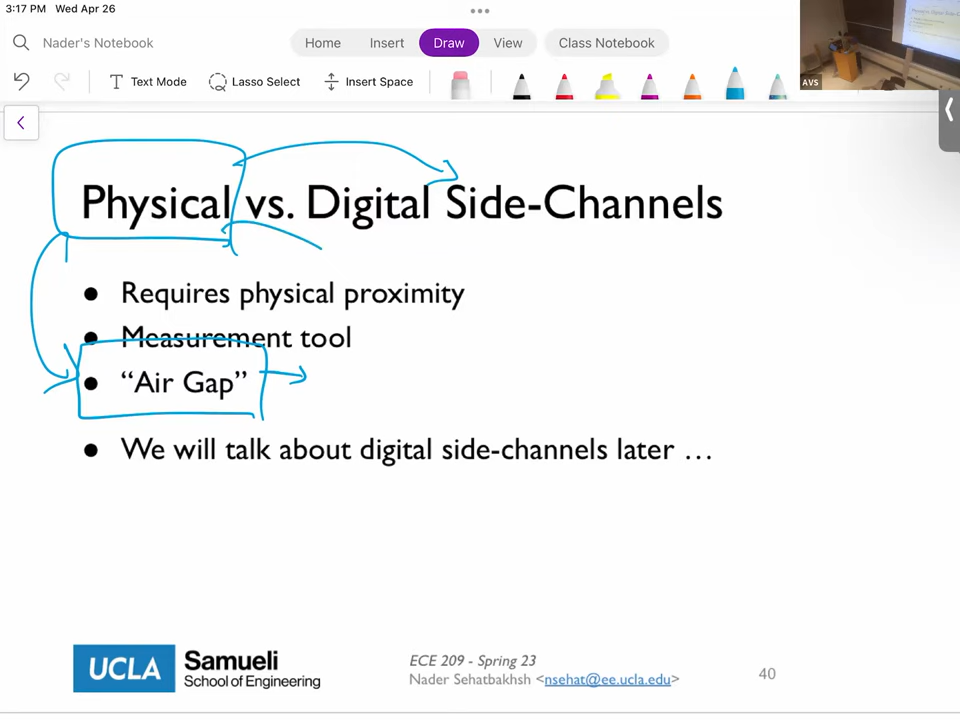 3:17 PM Wed Apr 26
Nader's Notebook
Home Insert Draw View Class Notebook
Text Mode Lasso Select Insert Space
AVS
Physical vs. Digital Side-Channels
● Requires physical proximity
● Measurement tool
● “Air Gap”
● We will talk about digital side-channels later …
UCLA Samueli
School of Engineering
ECE 209 - Spring 23
Nader Sehatbakhsh <nsehat@ee.ucla.edu>
40